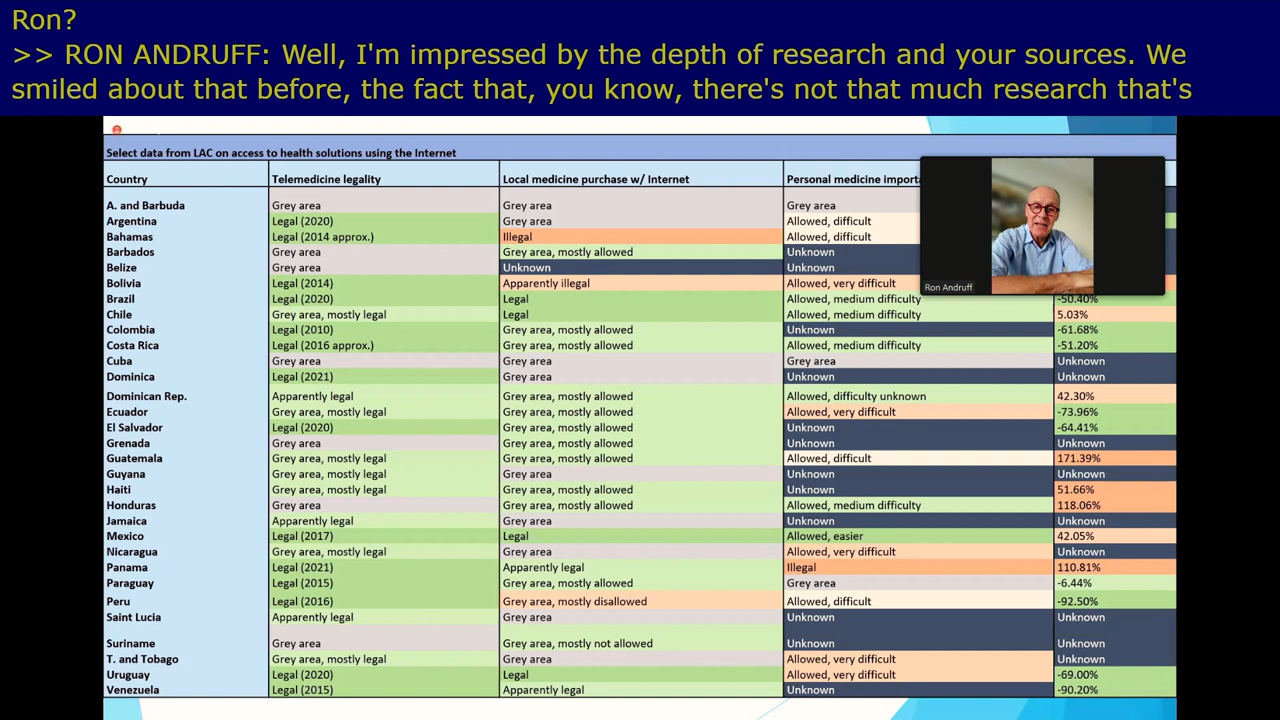 Ron?
>> RON ANDRUFF: Well, I'm impressed by the depth of research and your sources. We
smiled about that before, the fact that, you know, there's not that much research that's
Select data from LAC on access to health solutions using the Internet
Country Telemedicine legality Local medicine purchase w/ Internet Personal medicine importa
A. and Barbuda Grey area Grey area Grey area
Argentina Legal (2020) Grey area Allowed, difficult
Bahamas Legal (2014 approx.) Illegal Allowed, difficult
Barbados Grey area Grey area, mostly allowed Unknown
Belize Grey area Unknown Unknown
Bolivia Legal (2014) Apparently illegal Allowed, very difficult
Ron Andruff
Brazil Legal (2020) Legal Allowed, medium difficulty -50.40%
Chile Grey area, mostly legal Legal Allowed, medium difficulty 5.03%
Colombia Legal (2010) Grey area, mostly allowed Unknown -61.68%
Costa Rica Legal (2016 approx.) Grey area, mostly allowed Allowed, medium difficulty -51.20%
Cuba Grey area Grey area Grey area Unknown
Dominica Legal (2021) Grey area Unknown Unknown
Dominican Rep. Apparently legal Grey area, mostly allowed Allowed, difficulty unknown 42.30%
Ecuador Grey area, mostly legal Grey area, mostly allowed Allowed, very difficult -73.96%
El Salvador Legal (2020) Grey area, mostly allowed Unknown -64.41%
Grenada Grey area Grey area, mostly allowed Unknown Unknown
Guatemala Grey area, mostly legal Grey area, mostly allowed Allowed, difficult 171.39%
Guyana Grey area, mostly legal Grey area Unknown Unknown
Haiti Grey area, mostly legal Grey area, mostly allowed Unknown 51.66%
Honduras Grey area Grey area, mostly allowed Allowed, medium difficulty 118.06%
Jamaica Apparently legal Grey area Unknown Unknown
Mexico Legal (2017) Legal Allowed, easier 42.05%
Nicaragua Grey area, mostly legal Grey area Allowed, very difficult Unknown
Panama Legal (2021) Apparently legal Illegal 110.81%
Paraguay Legal (2015) Grey area, mostly allowed Grey area -6.44%
Peru Legal (2016) Grey area, mostly disallowed Allowed, difficult -92.50%
Saint Lucia Apparently legal Grey area Unknown Unknown
Suriname Grey area Grey area, mostly not allowed Unknown Unknown
T. and Tobago Grey area, mostly legal Grey area Allowed, very difficult Unknown
Uruguay Legal (2020) Legal Allowed, very difficult -69.00%
Venezuela Legal (2015) Apparently legal Unknown -90.20%